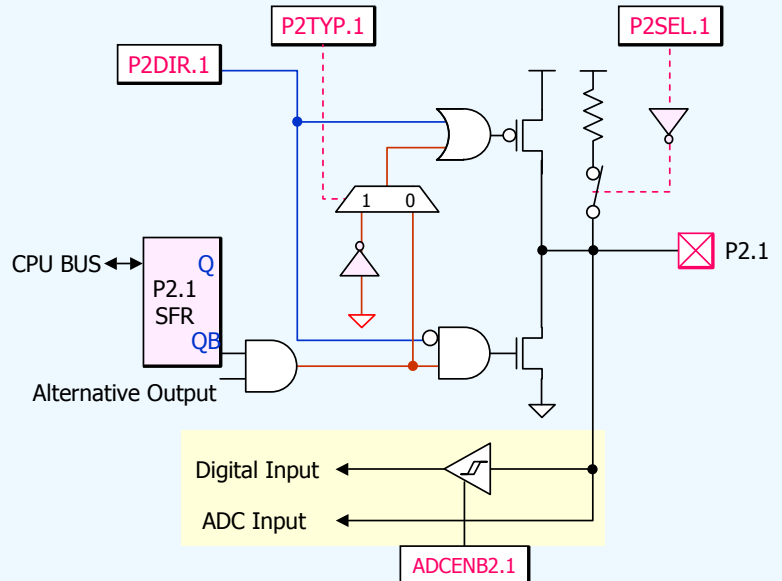 P2TYP.1
P2SEL.1
P2DIR.1
1 0
CPU BUS
Q
P2.1
SFR
QB
P2.1
Alternative Output
Digital Input
ADC Input
ADCENB2.1